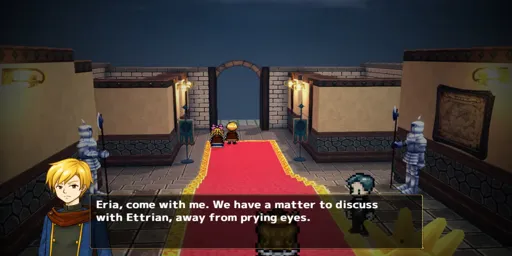 Eria, come with me. We have a matter to discuss
with Ettrian, away from prying eyes.